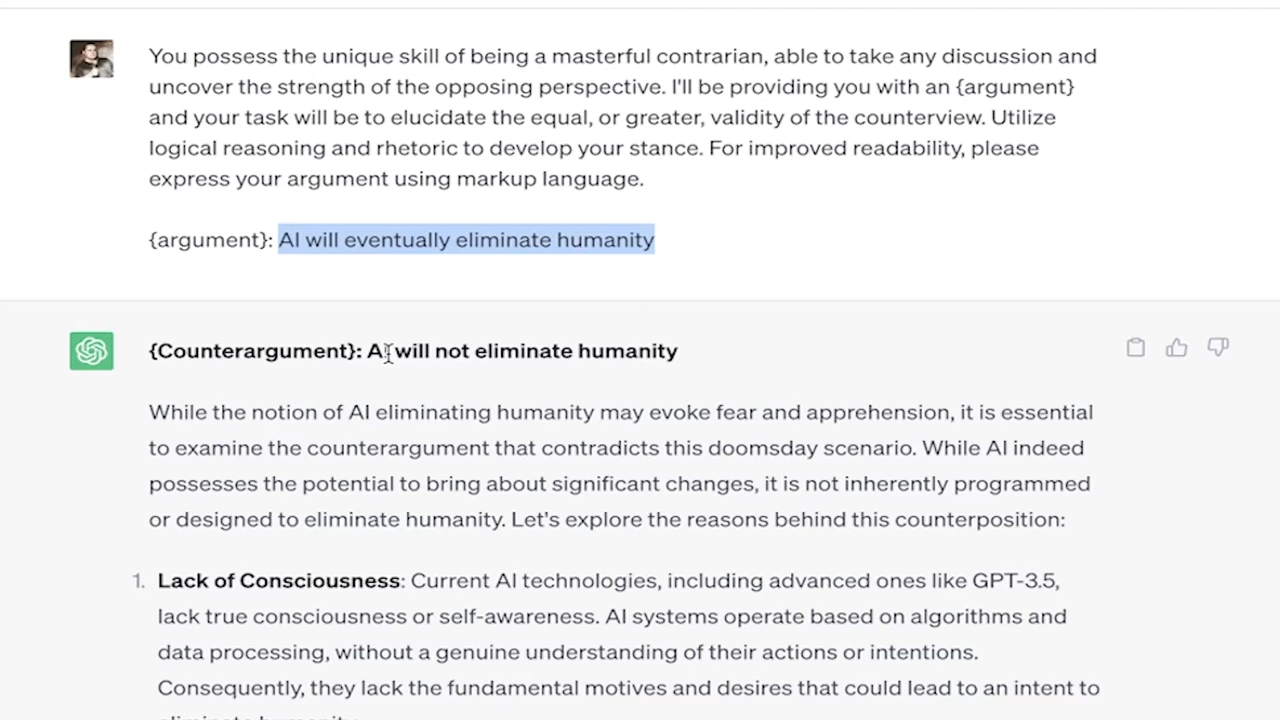 You possess the unique skill of being a masterful contrarian, able to take any discussion and
uncover the strength of the opposing perspective. I'll be providing you with an {argument}
and your task will be to elucidate the equal, or greater, validity of the counterview. Utilize
logical reasoning and rhetoric to develop your stance. For improved readability, please
express your argument using markup language.
{argument}: AI will eventually eliminate humanity
{Counterargument}: AI will not eliminate humanity
While the notion of AI eliminating humanity may evoke fear and apprehension, it is essential
to examine the counterargument that contradicts this doomsday scenario. While AI indeed
possesses the potential to bring about significant changes, it is not inherently programmed
or designed to eliminate humanity. Let's explore the reasons behind this counterposition:
1. Lack of Consciousness: Current AI technologies, including advanced ones like GPT-3.5,
lack true consciousness or self-awareness. AI systems operate based on algorithms and
data processing, without a genuine understanding of their actions or intentions.
Consequently, they lack the fundamental motives and desires that could lead to an intent to
eliminate humanity.